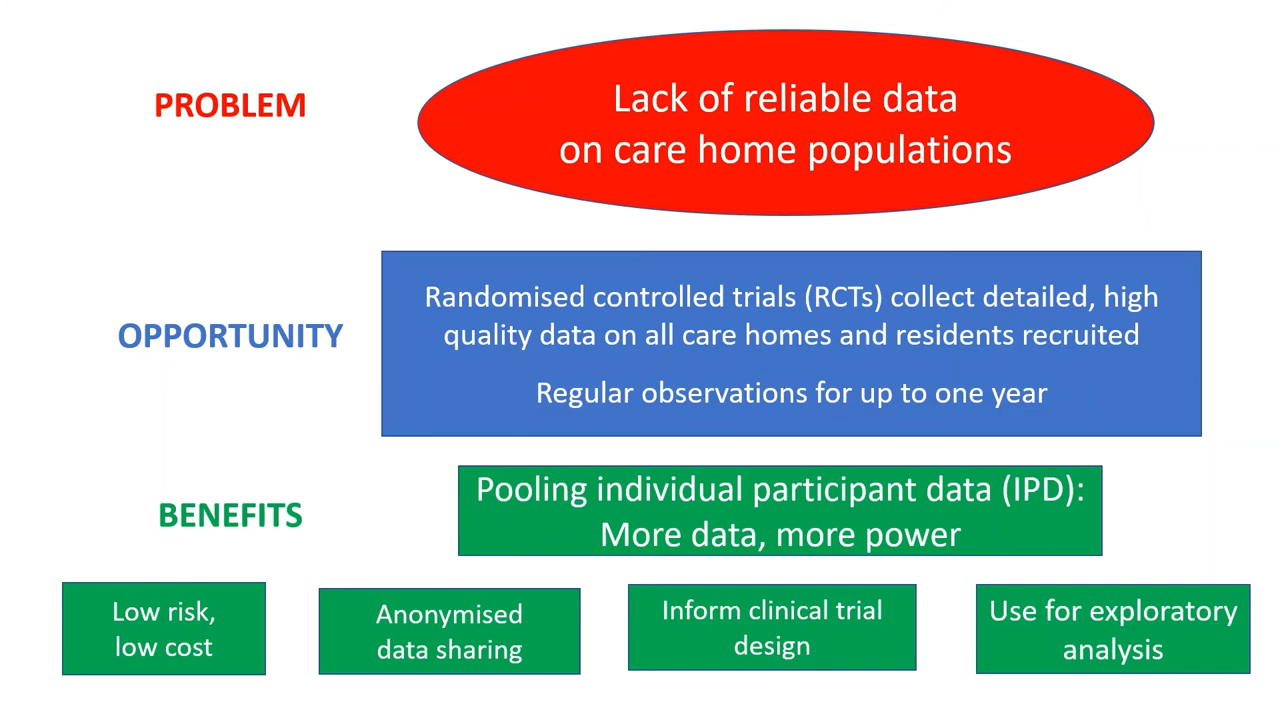 PROBLEM
Lack of reliable data
on care home populations
OPPORTUNITY
Randomised controlled trials (RCTs) collect detailed, high
quality data on all care homes and residents recruited
Regular observations for up to one year
BENEFITS
Pooling individual participant data (IPD):
More data, more power
Low risk,
low cost
Anonymised
data sharing
Inform clinical trial
design
Use for exploratory
analysis